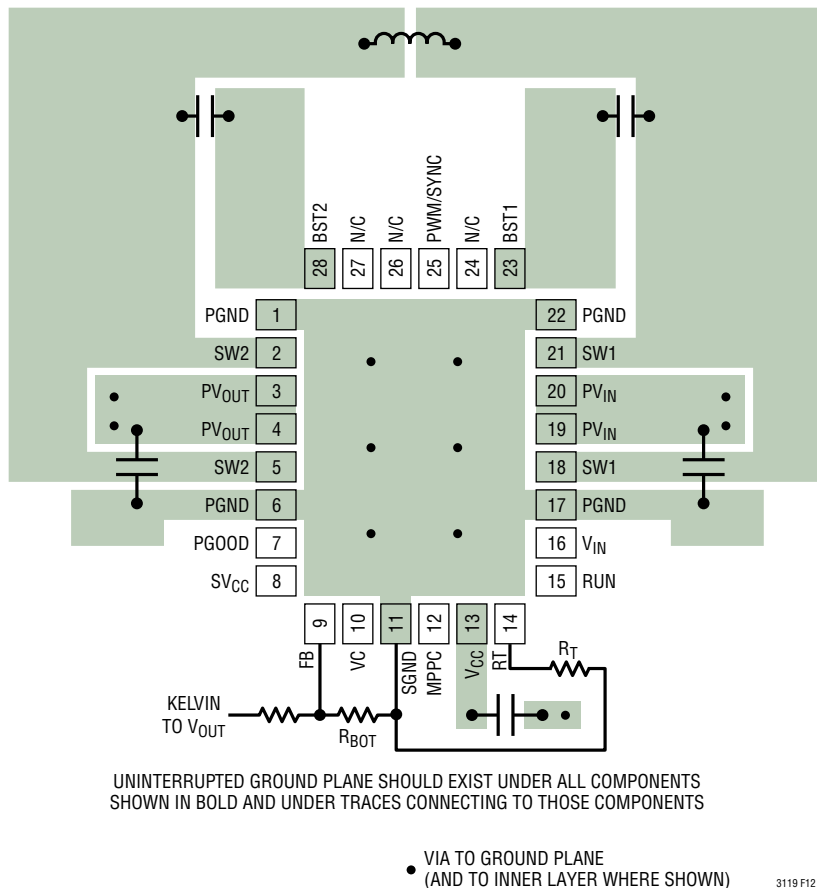 BST2
N/C
N/C
PWM/SYNC
N/C
BST1
28
27
26
25
24
23
PGND 1
22 PGND
SW2 2
21 SW1
PVOUT 3
20 PVIN
PVOUT 4
19 PVIN
SW2 5
18 SW1
PGND 6
17 PGND
PGOOD 7
16 VIN
SVCC 8
15 RUN
9
10
11
12
13
14
FB
VC
SGND
MPPC
VCC
RT
RT
KELVIN
TO VOUT
RBOT
UNINTERRUPTED GROUND PLANE SHOULD EXIST UNDER ALL COMPONENTS
SHOWN IN BOLD AND UNDER TRACES CONNECTING TO THOSE COMPONENTS
VIA TO GROUND PLANE
(AND TO INNER LAYER WHERE SHOWN)
3119 F12